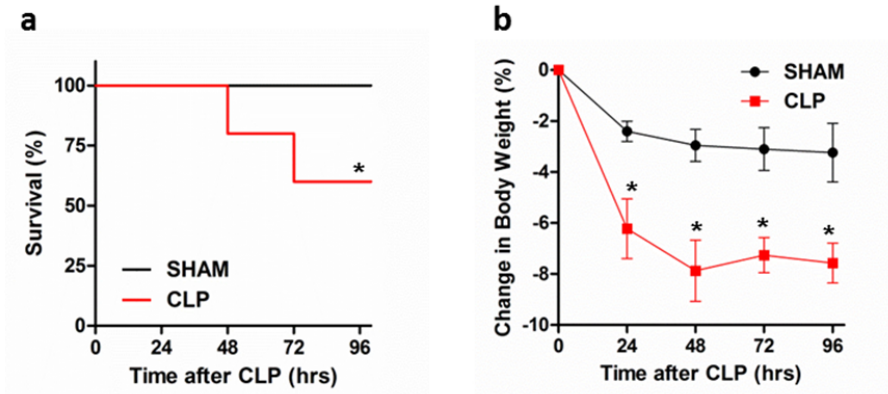 a
Survival (%)
100
75
50
25
0
SHAM
CLP
*
0 24 48 72 96
Time after CLP (hrs)
b
Change in Body Weight (%)
0
-2
-4
-6
-8
-10
SHAM
CLP
* * * *
0 24 48 72 96
Time after CLP (hrs)